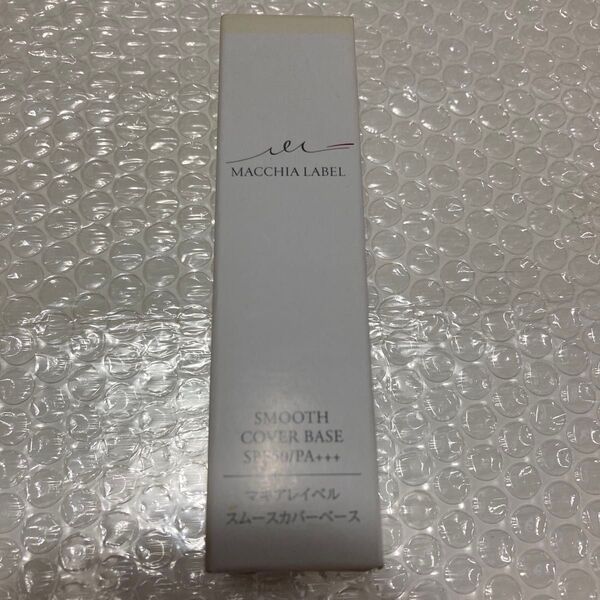 MACCHIA LABEL
SMOOTH
COVER BASE
SPF50/PA+++
マキアレイベル
スムースカバーベース